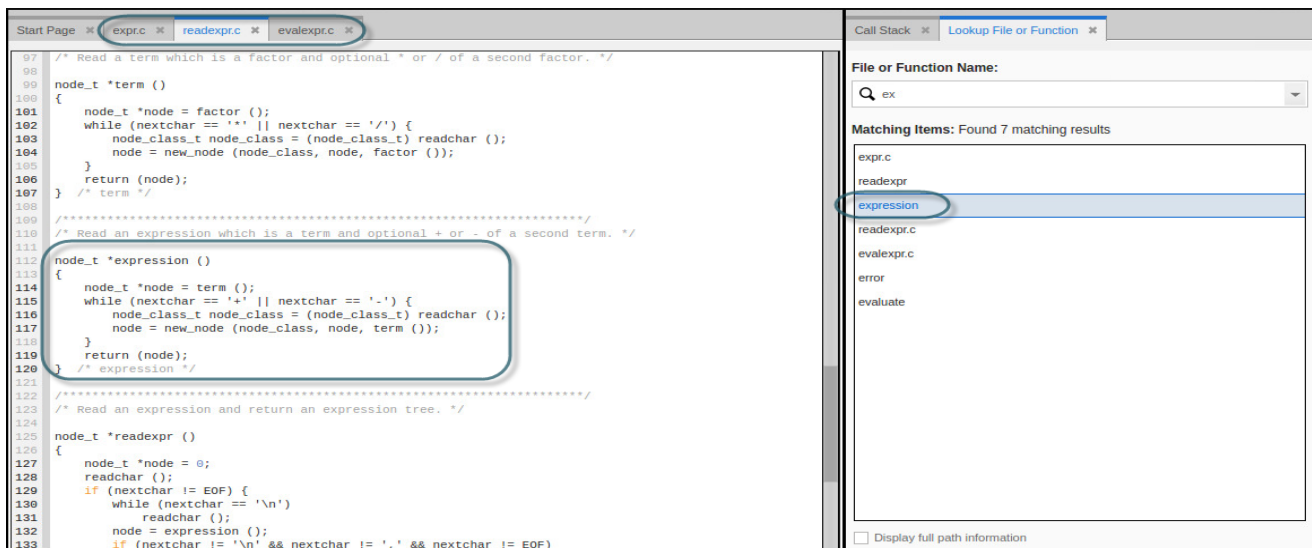 Start Page × expr.c × readexpr.c × evalexpr.c ×
97 /* Read a term which is a factor and optional * or / of a second factor. */
98
99 node_t *term ()
100 {
101     node_t *node = factor ();
102     while (nextchar == '*' || nextchar == '/') {
103         node_class_t node_class = (node_class_t) readchar ();
104         node = new_node (node_class, node, factor ());
105     }
106     return (node);
107 }  /* term */
108
109 /***********************************************************************/
110 /* Read an expression which is a term and optional + or - of a second term. */
111
112 node_t *expression ()
113 {
114     node_t *node = term ();
115     while (nextchar == '+' || nextchar == '-') {
116         node_class_t node_class = (node_class_t) readchar ();
117         node = new_node (node_class, node, term ());
118     }
119     return (node);
120 }  /* expression */
121
122 /***********************************************************************/
123 /* Read an expression and return an expression tree. */
124
125 node_t *readexpr ()
126 {
127     node_t *node = 0;
128     readchar ();
129     if (nextchar != EOF) {
130         while (nextchar == '\n')
131             readchar ();
132         node = expression ();
133         if (nextchar != '\n' && nextchar != '.' && nextchar != EOF)
Call Stack × Lookup File or Function ×
File or Function Name:
ex
Matching Items: Found 7 matching results
expr.c
readexpr
expression
readexpr.c
evalexpr.c
error
evaluate
Display full path information